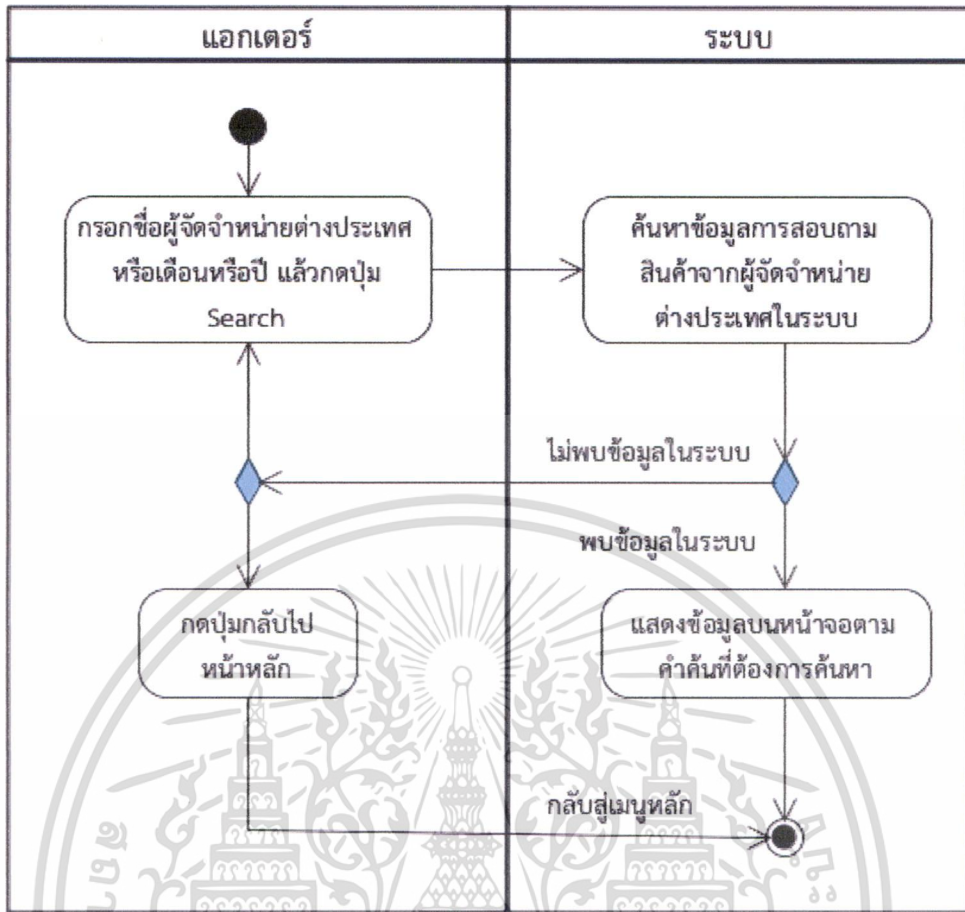 แอกเตอร์
ระบบ
กรอกชื่อผู้จัดจำหน่ายต่างประเทศ
หรือเดือนหรือปี แล้วกดปุ่ม
Search
ค้นหาข้อมูลการสอบถาม
สินค้าจากผู้จัดจำหน่าย
ต่างประเทศในระบบ
ไม่พบข้อมูลในระบบ
พบข้อมูลในระบบ
กดปุ่มกลับไป
หน้าหลัก
แสดงข้อมูลบนหน้าจอตาม
คำค้นที่ต้องการค้นหา
กลับสู่เมนูหลัก